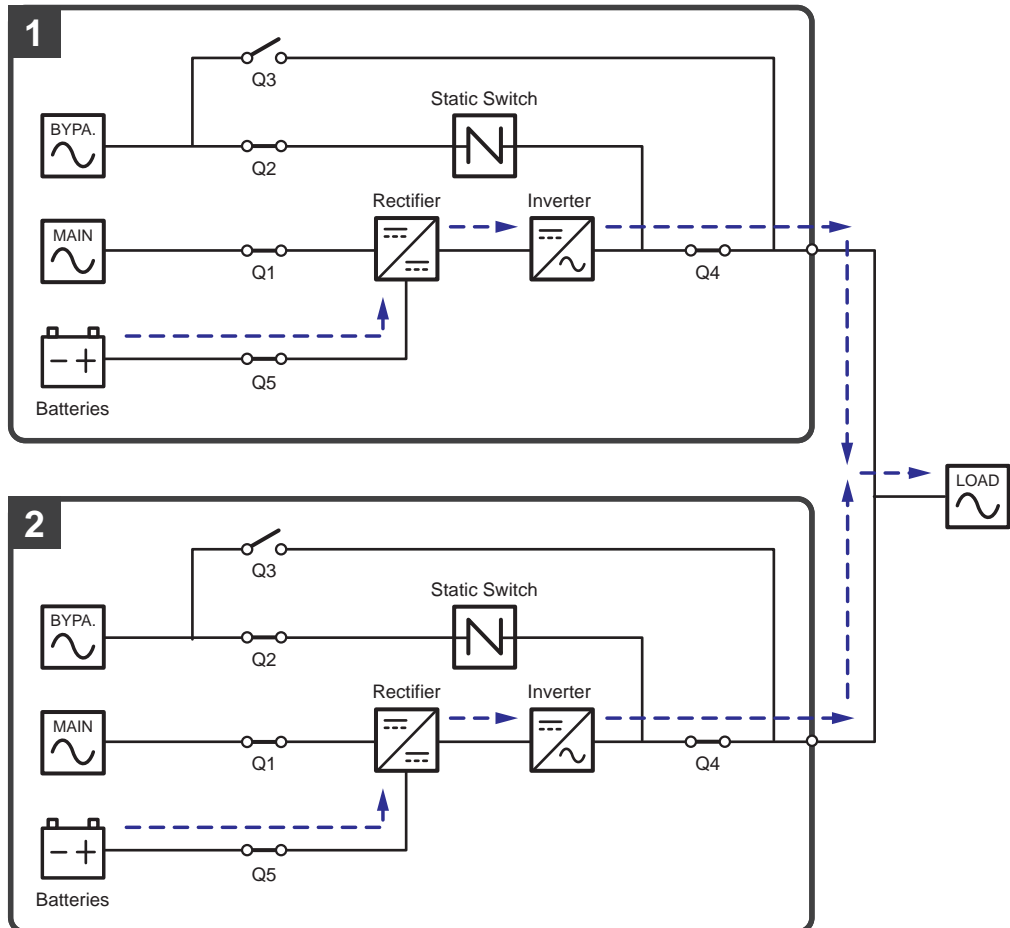 1
Q3
Static Switch
BYPA.
Q2
Rectifier
Inverter
MAIN
Q1
Q4
Q5
Batteries
LOAD
2
Q3
Static Switch
BYPA.
Q2
Rectifier
Inverter
MAIN
Q1
Q4
Q5
Batteries